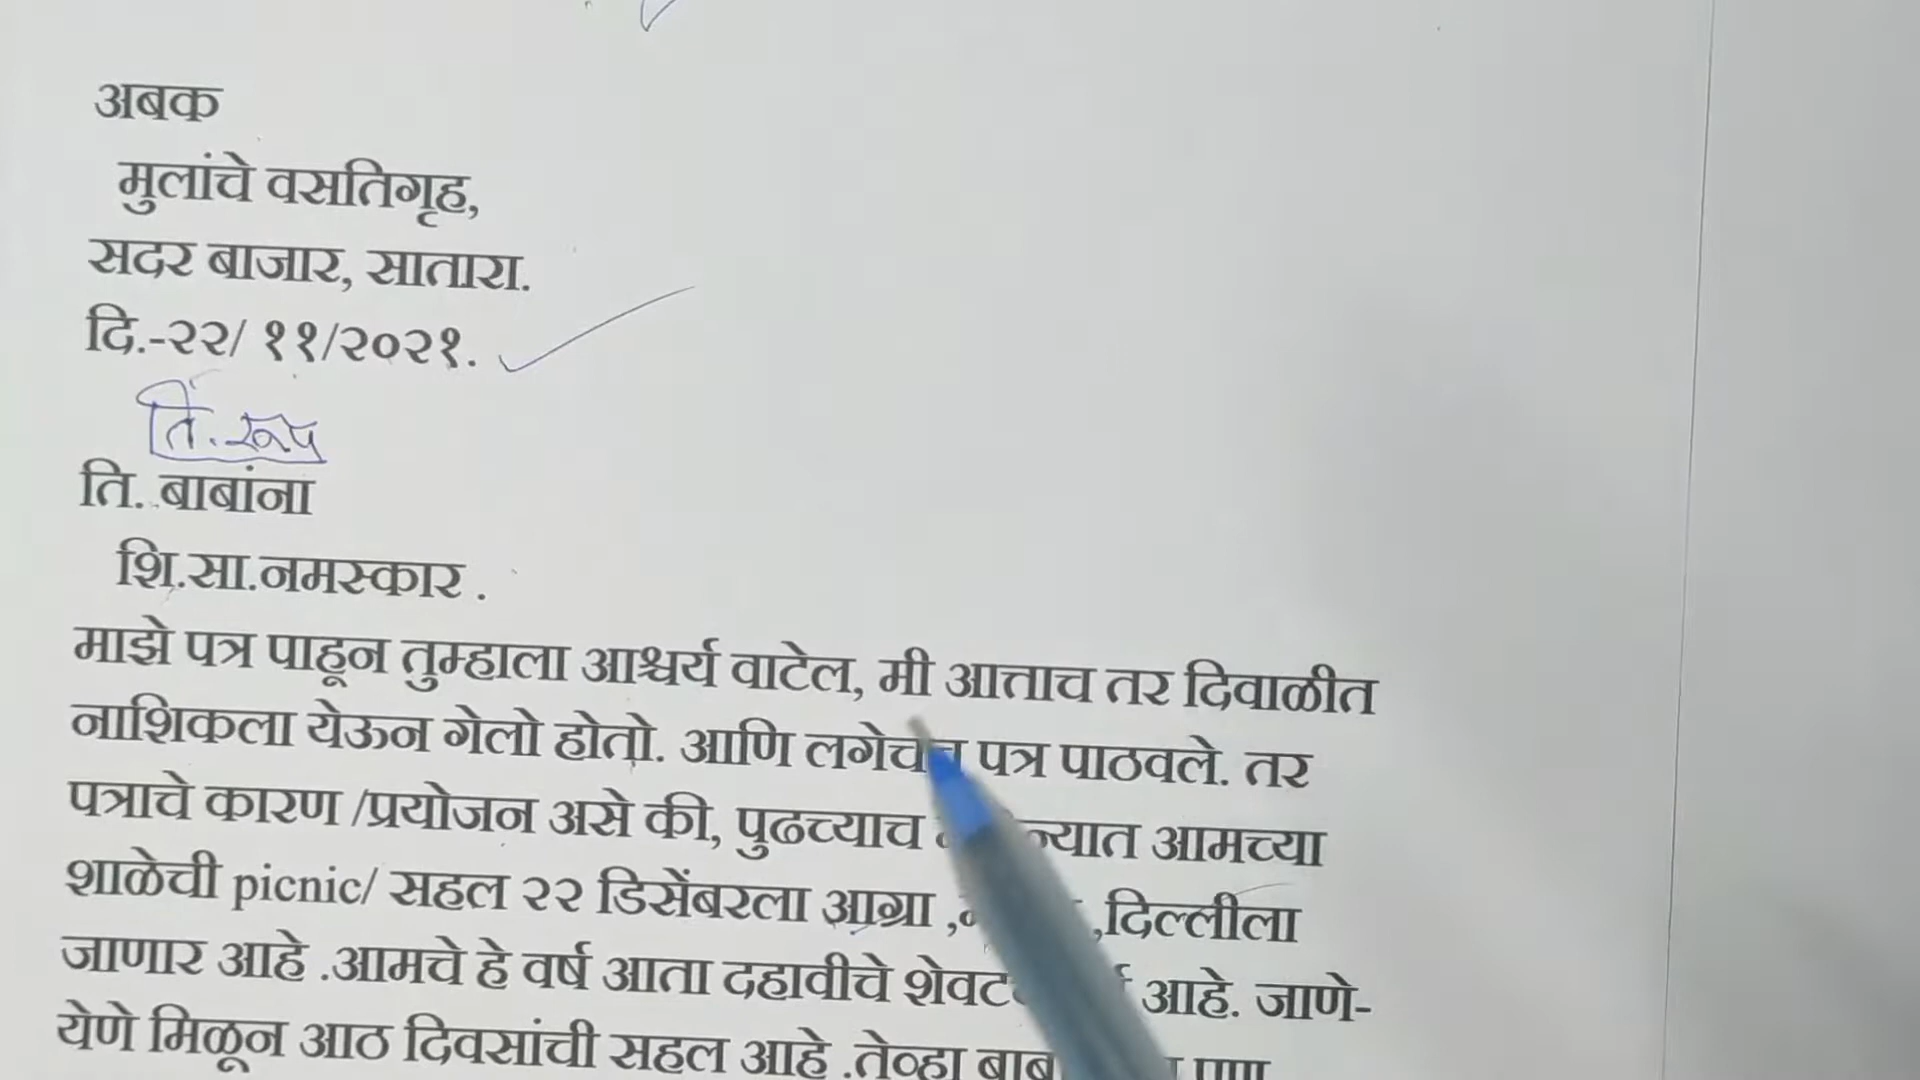 अबक
मुलांचे वसतिगृह,
सदर बाजार, सातारा.
दि.-२२/ ११/२०२१.
ति. रूप
ति. बाबांना
शि.सा.नमस्कार .
माझे पत्र पाहून तुम्हाला आश्चर्य वाटेल, मी आत्ताच तर दिवाळीत
नाशिकला येऊन गेलो होतो. आणि लगेचच पत्र पाठवले. तर
पत्राचे कारण /प्रयोजन असे की, पुढच्याच आमच्या
शाळेची picnic/ सहल २२ डिसेंबरला आग्रा , ,दिल्लीला
जाणार आहे .आमचे हे वर्ष आता दहावीचे आहे. जाणे-
येणे मिळून आठ दिवसांची सहल आहे .तेव्हा